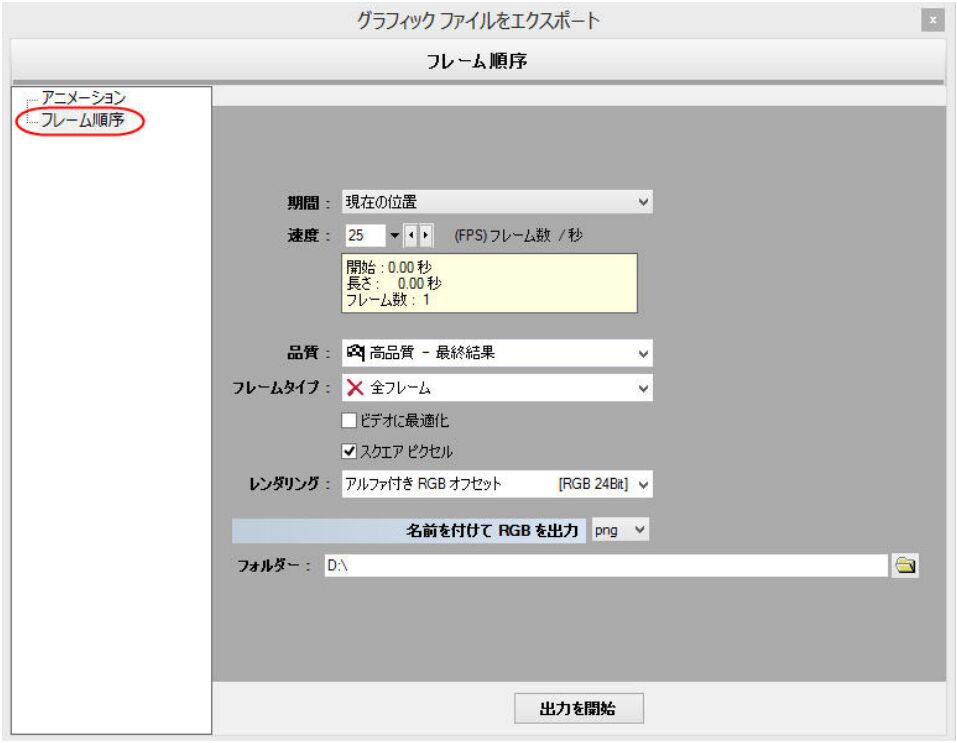 グラフィック ファイルをエクスポート
x
フレーム順序
アニメーション
フレーム順序
期間 : 現在の位置
速度 : 25 (FPS) フレーム数 / 秒
開始 : 0.00 秒
長さ : 0.00 秒
フレーム数 : 1
品質 : 高品質 - 最終結果
フレームタイプ : 全フレーム
ビデオに最適化
スクエア ピクセル
レンダリング : アルファ付き RGB オフセット [RGB 24Bit]
名前を付けて RGB を出力 png
フォルダー : D:\
出力を開始